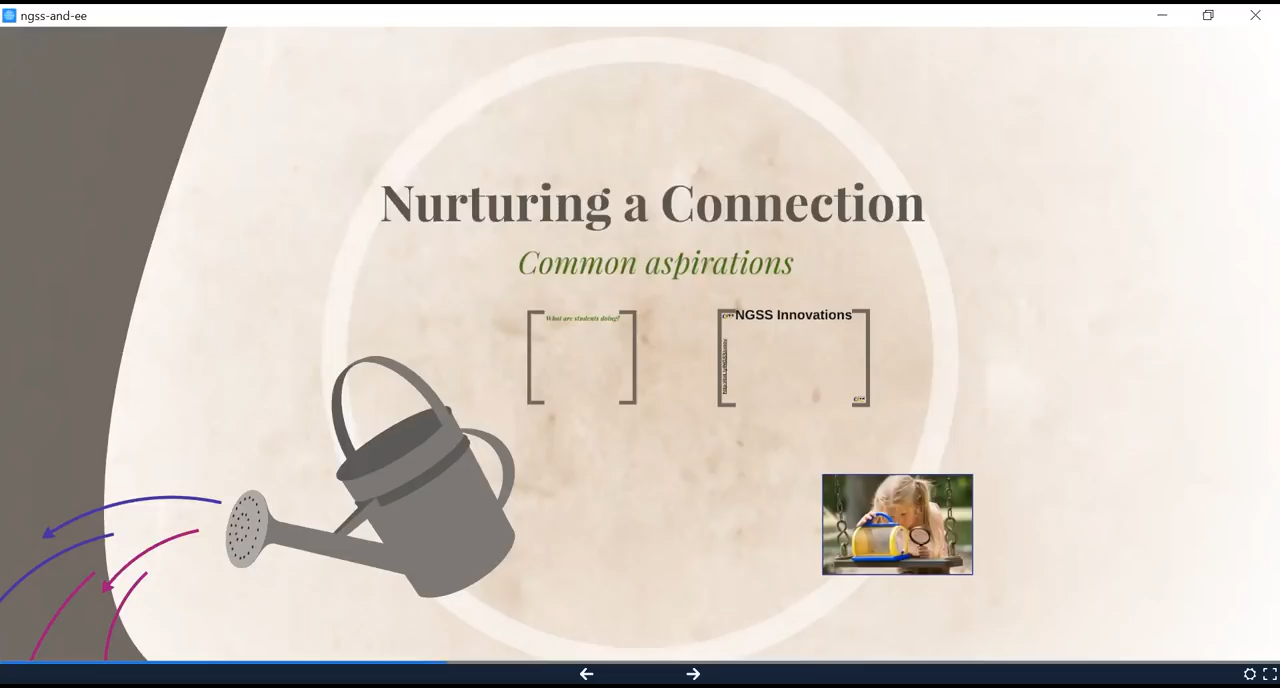 ngss-and-ee
Nurturing a Connection
Common aspirations
What are students doing?
NGSS Innovations